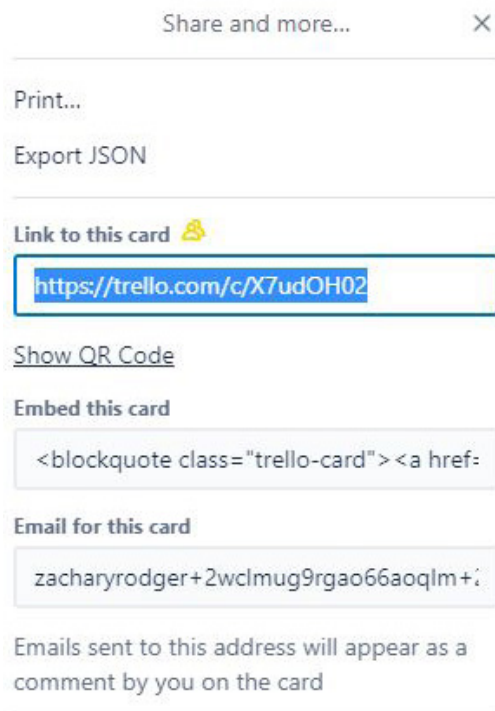 Share and more...
Print...
Export JSON
Link to this card
https://trello.com/c/X7udOH02
Show QR Code
Embed this card
<blockquote class="trello-card"><a href=
Email for this card
zacharyrodger+2wclmug9rgao66aoqlm+2
Emails sent to this address will appear as a
comment by you on the card